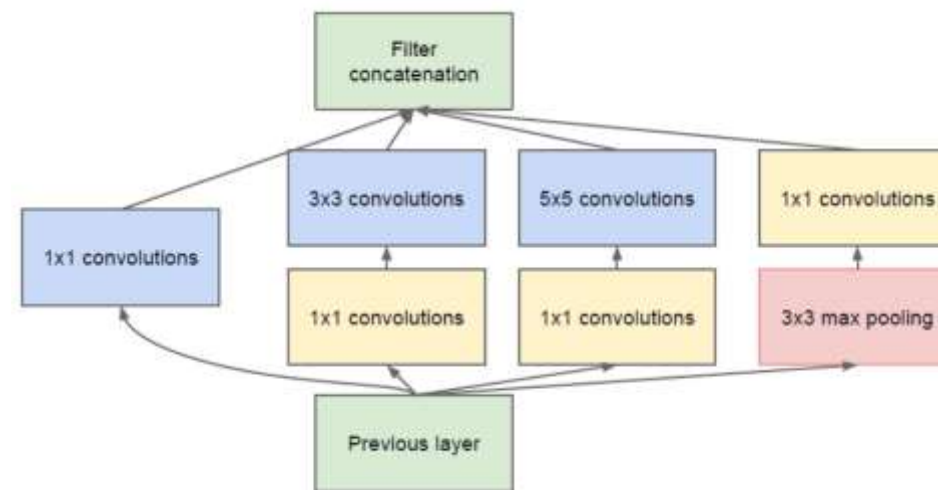 Filter
concatenation
3x3 convolutions
5x5 convolutions
1x1 convolutions
1x1 convolutions
1x1 convolutions
1x1 convolutions
3x3 max pooling
Previous layer